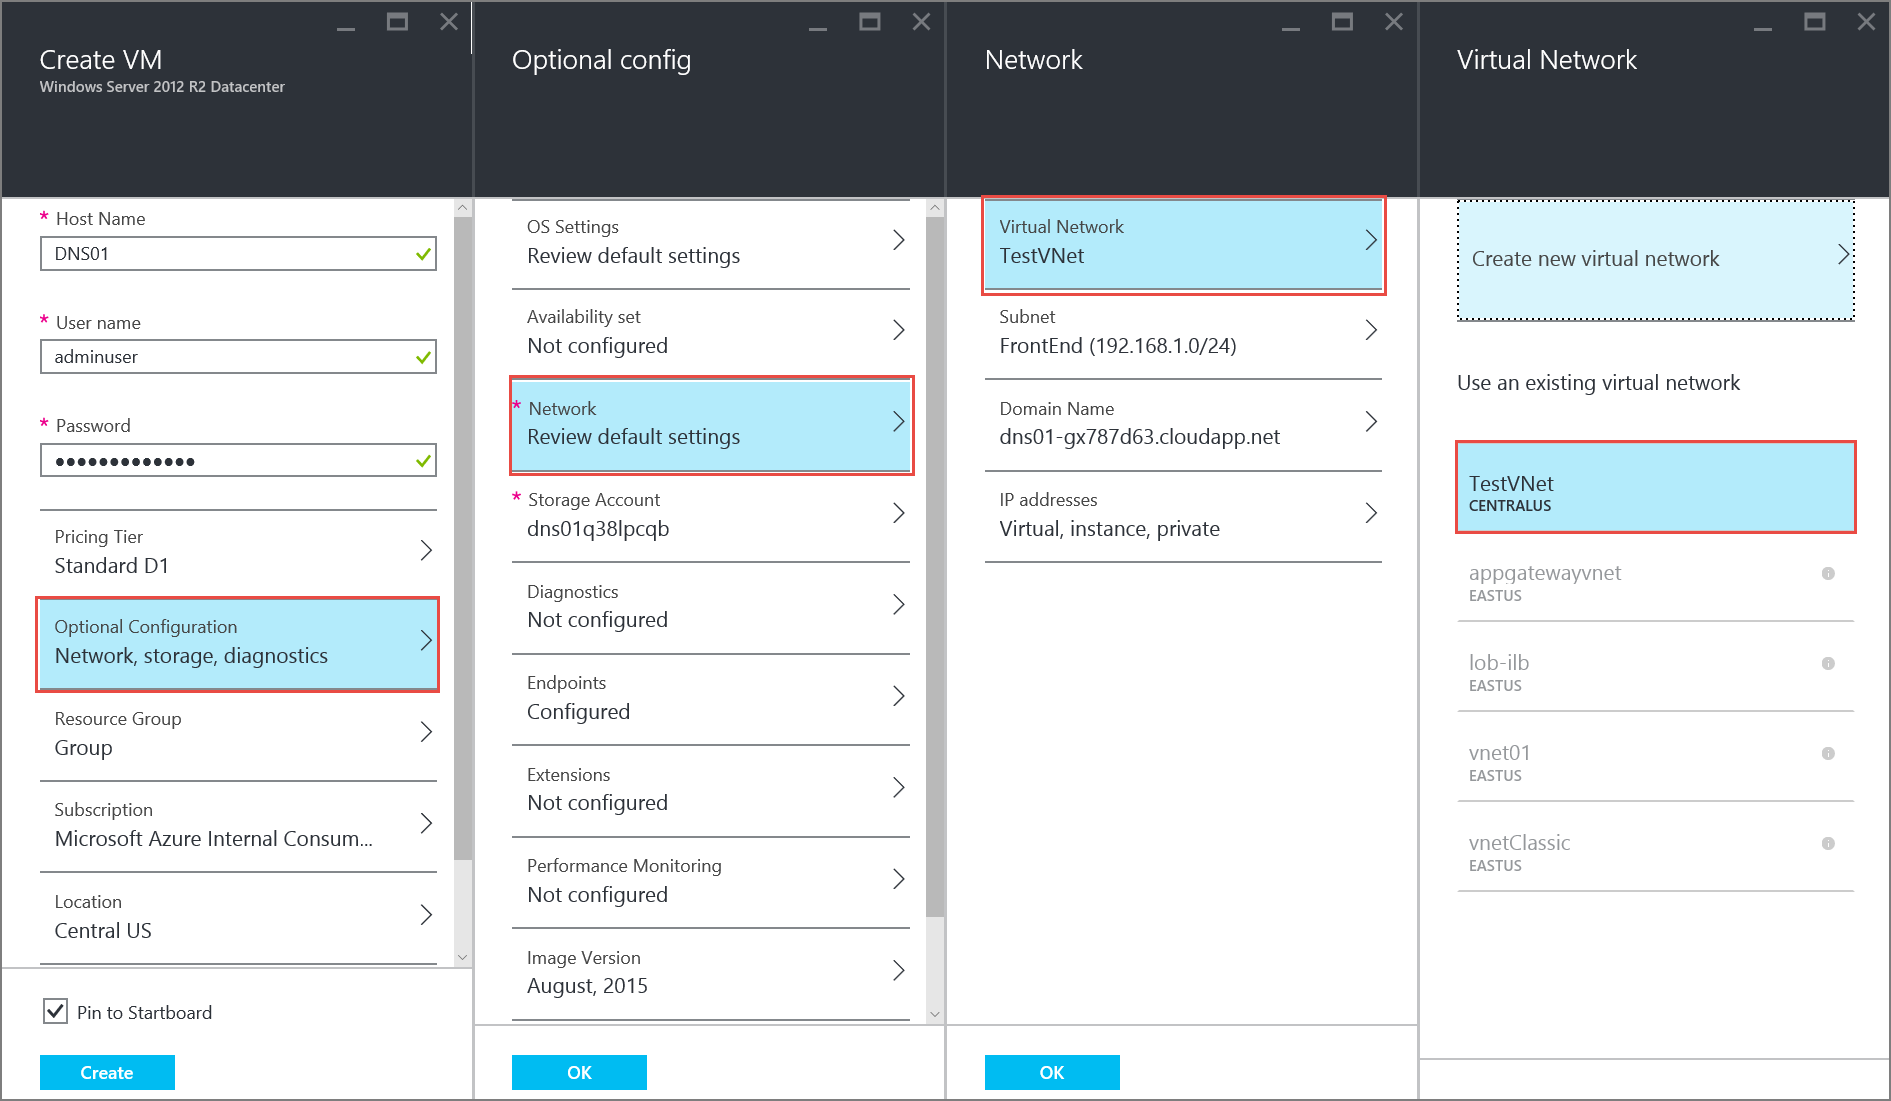 Create VM
Windows Server 2012 R2 Datacenter
* Host Name
DNS01
* User name
adminuser
* Password
●●●●●●●●●●●●●
Pricing Tier
Standard D1
Optional Configuration
Network, storage, diagnostics
Resource Group
Group
Subscription
Microsoft Azure Internal Consum...
Location
Central US
Pin to Startboard
Create
Optional config
OS Settings
Review default settings
Availability set
Not configured
* Network
Review default settings
* Storage Account
dns01q38lpcqb
Diagnostics
Not configured
Endpoints
Configured
Extensions
Not configured
Performance Monitoring
Not configured
Image Version
August, 2015
OK
Network
Virtual Network
TestVNet
Subnet
FrontEnd (192.168.1.0/24)
Domain Name
dns01-gx787d63.cloudapp.net
IP addresses
Virtual, instance, private
OK
Virtual Network
Create new virtual network
Use an existing virtual network
TestVNet
CENTRALUS
appgatewayvnet
EASTUS
lob-ilb
EASTUS
vnet01
EASTUS
vnetClassic
EASTUS